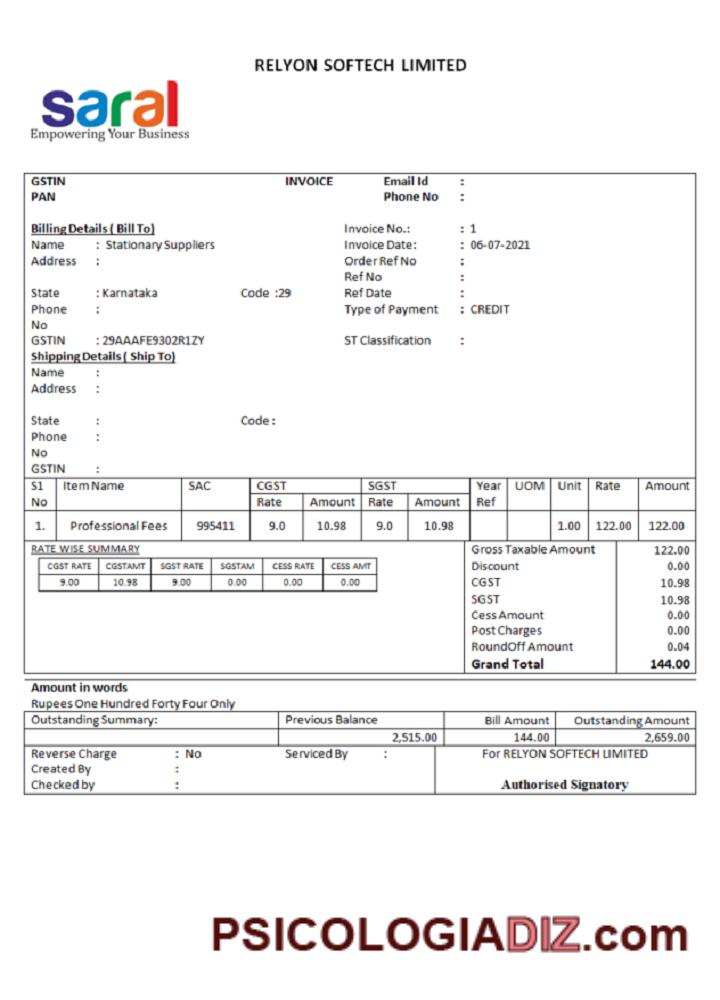 RELYON SOFTECH LIMITED
saral
Empowering Your Business
GSTIN INVOICE Email Id :
PAN Phone No :
Billing Details ( Bill To) Invoice No.: : 1
Name : Stationary Suppliers Invoice Date : : 06-07-2021
Address : Order Ref No :
Ref No :
State : Karnataka Code :29 Ref Date :
Phone : Type of Payment : CREDIT
No
GSTIN : 29AAAFE9302R1ZY ST Classification :
Shipping Details ( Ship To)
Name :
Address :
State : Code :
Phone :
No
GSTIN :
S1 Item Name SAC CGST SGST Year UOM Unit Rate Amount
No Rate Amount Rate Amount Ref
1. Professional Fees 995411 9.0 10.98 9.0 10.98 1.00 122.00 122.00
RATE WISE SUMMARY Gross Taxable Amount 122.00
CGST RATE CGSTAMT SGST RATE SGSTAM CESS RATE CESS AMT Discount 0.00
9.00 10.98 9.00 0.00 0.00 0.00 CGST 10.98
SGST 10.98
Cess Amount 0.00
Post Charges 0.00
RoundOff Amount 0.04
Grand Total 144.00
Amount in words
Rupees One Hundred Forty Four Only
Outstanding Summary: Previous Balance Bill Amount Outstanding Amount
2,515.00 144.00 2,659.00
Reverse Charge : No Serviced By : For RELYON SOFTECH LIMITED
Created By :
Checked by : Authorised Signatory
PSICOLOGIADIZ.com